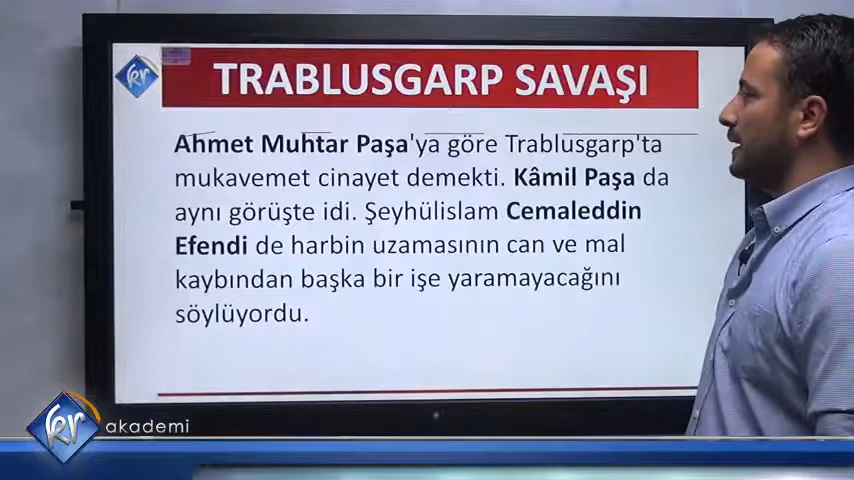 TRABLUSGARP SAVAŞI
Ahmet Muhtar Paşa'ya göre Trablusgarp'ta
mukavemet cinayet demekti. Kâmil Paşa da
aynı görüşte idi. Şeyhülislam Cemaleddin
Efendi de harbin uzamasının can ve mal
kaybından başka bir işe yaramayacağını
söylüyordu.
kr akademi